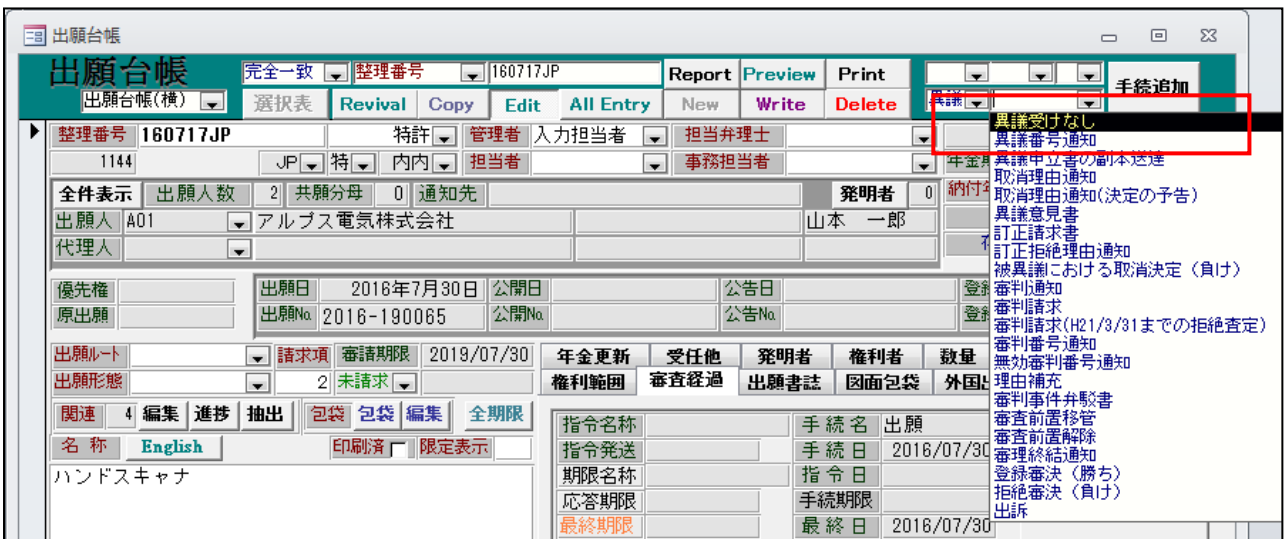 出願台帳
出願台帳 完全一致 整理番号 160717JP Report Preview Print 手続追加
出願台帳(横) 選択表 Revival Copy Edit All Entry New Write Delete 異議
整理番号 160717JP 特許 管理者 入力担当者 担当弁理士
1144 JP 特 内内 担当者 事務担当者
全件表示 出願人数 2 共願分母 0 通知先 発明者 0
出願人 A01 アルプス電気株式会社 山本 一郎
代理人
優先権 出願日 2016年7月30日 公開日 公告日
原出願 出願No. 2016-190065 公開No. 公告No.
出願ルート 請求項 審請期限 2019/07/30 年金更新 受任他 発明者 権利者 数量
出願形態 2 未請求 権利範囲 審査経過 出願書誌 図面包袋
関連 4 編集 進捗 抽出 包袋 包袋 編集 全期限
名 称 English 印刷済 限定表示
ハンドスキャナ
指令名称 手 続 名 出願
指令発送 手 続 日 2016/07/30
期限名称 指 令 日
応答期限 手続期限
最終期限 最 終 日 2016/07/30
異議受けなし
異議番号通知
異議申立書の副本送達
取消理由通知
取消理由通知(決定の予告)
異議意見書
訂正請求書
訂正拒絶理由通知
被異議における取消決定（負け）
審判通知
審判請求
審判請求(H21/3/31までの拒絶査定)
審判番号通知
無効審判番号通知
理由補充
審判事件弁駁書
審査前置移管
審査前置解除
審理終結通知
登録審決（勝ち）
拒絶審決（負け）
出訴